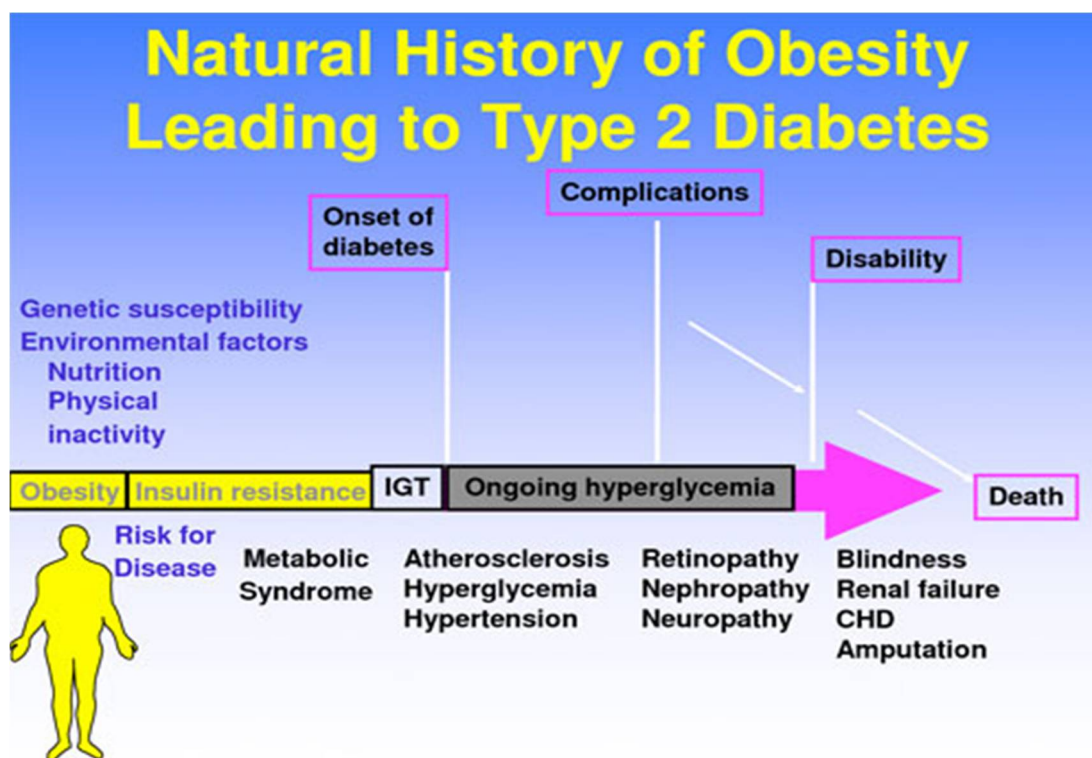 Natural History of Obesity
Leading to Type 2 Diabetes
Complications
Onset of
diabetes
Disability
Genetic susceptibility
Environmental factors
Nutrition
Physical
inactivity
Obesity
Insulin resistance
IGT
Ongoing hyperglycemia
Death
Risk for
Disease
Metabolic
Syndrome
Atherosclerosis
Hyperglycemia
Hypertension
Retinopathy
Nephropathy
Neuropathy
Blindness
Renal failure
CHD
Amputation